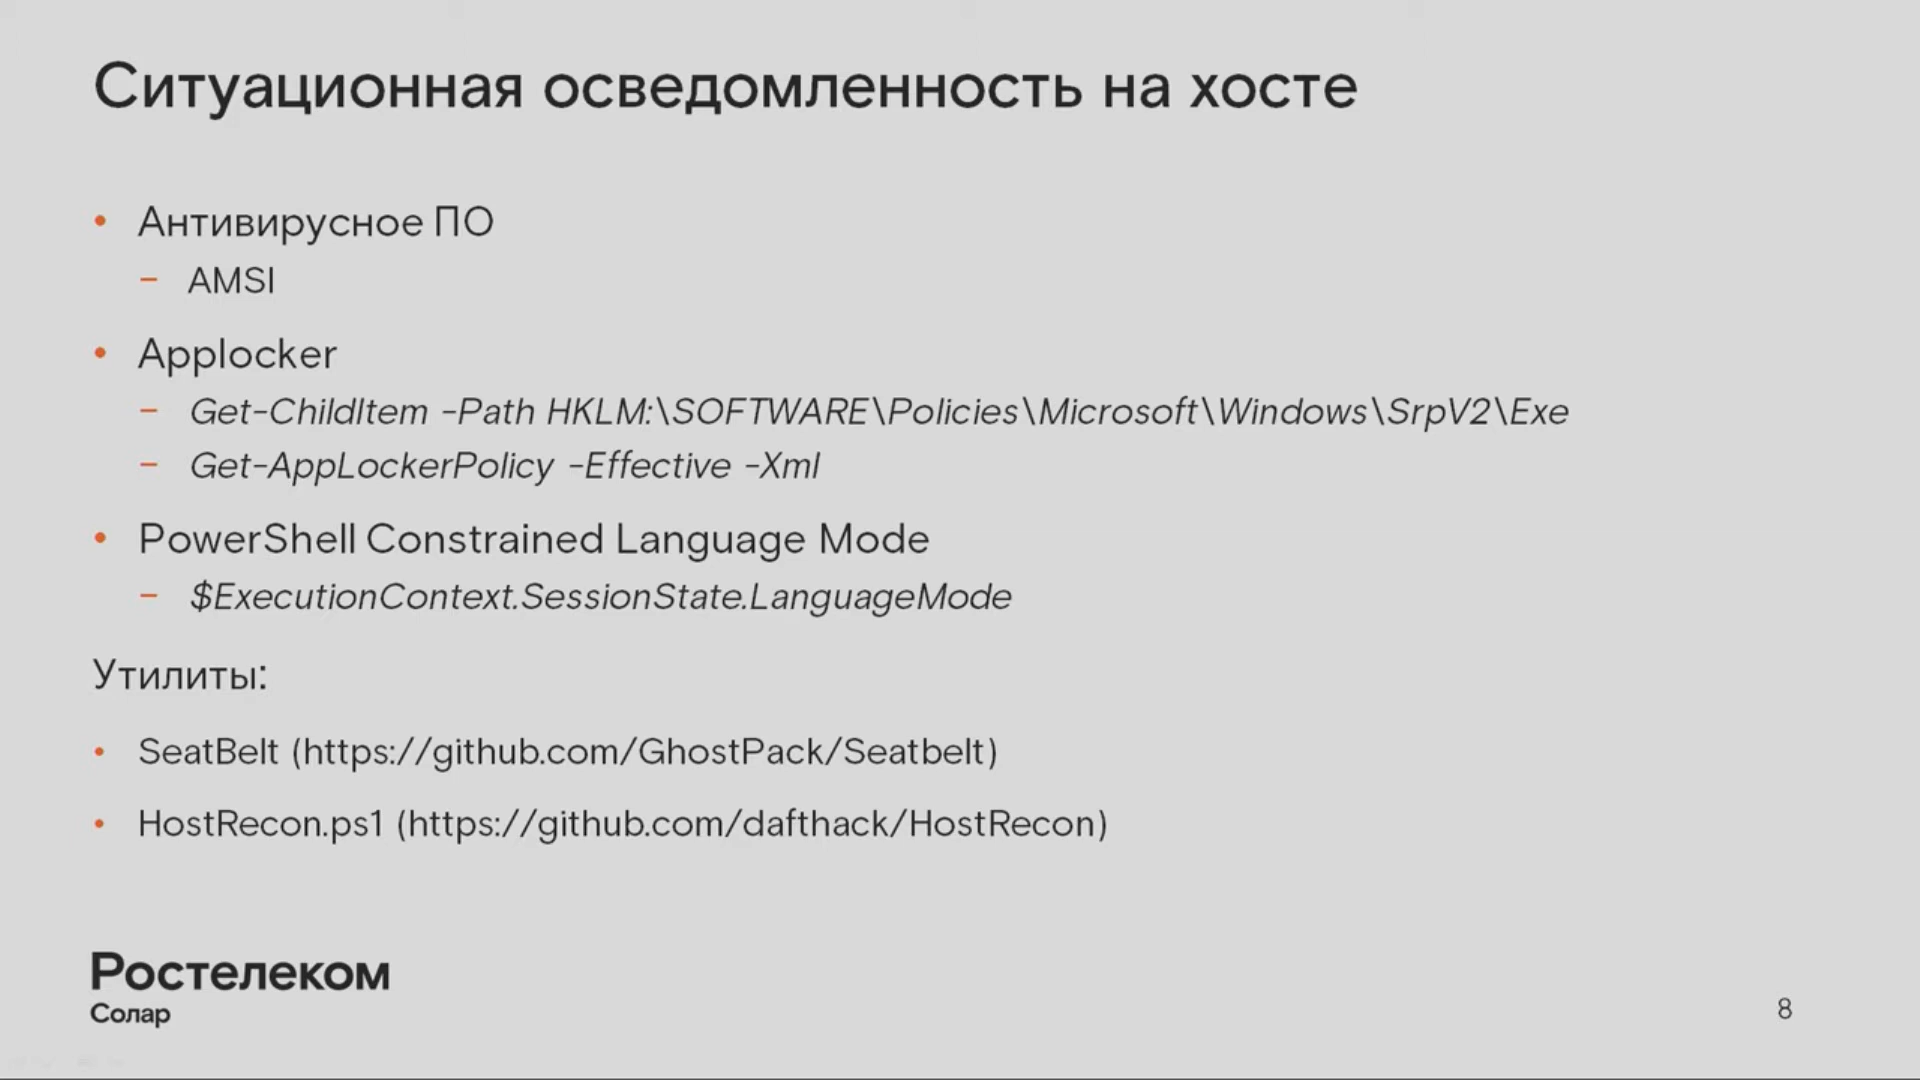 Ситуационная осведомленность на хосте
• Антивирусное ПО
– AMSI
• Applocker
– Get-ChildItem -Path HKLM:\SOFTWARE\Policies\Microsoft\Windows\SrpV2\Exe
– Get-AppLockerPolicy -Effective -Xml
• PowerShell Constrained Language Mode
– $ExecutionContext.SessionState.LanguageMode
Утилиты:
• SeatBelt (https://github.com/GhostPack/Seatbelt)
• HostRecon.ps1 (https://github.com/dafthack/HostRecon)
Ростелеком
Солар
8